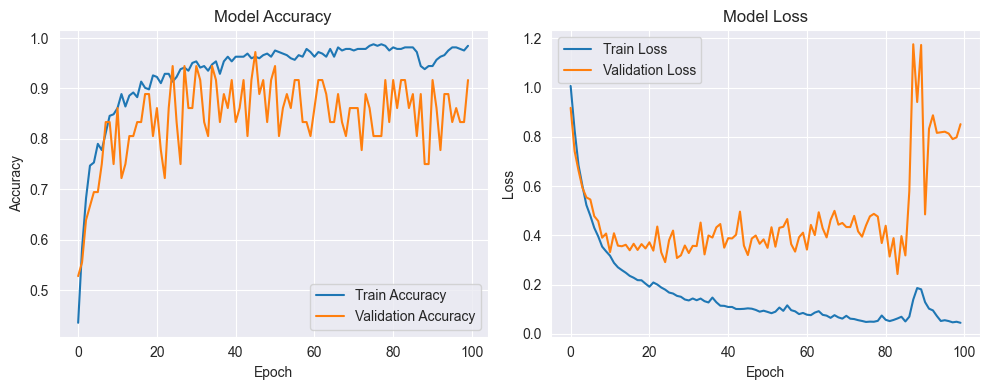 Model Accuracy
1.0
0.9
0.8
0.7
0.6
0.5
Accuracy
Train Accuracy
Validation Accuracy
0 20 40 60 80 100
Epoch
Model Loss
Train Loss
Validation Loss
1.2
1.0
0.8
0.6
0.4
0.2
0.0
Loss
0 20 40 60 80 100
Epoch